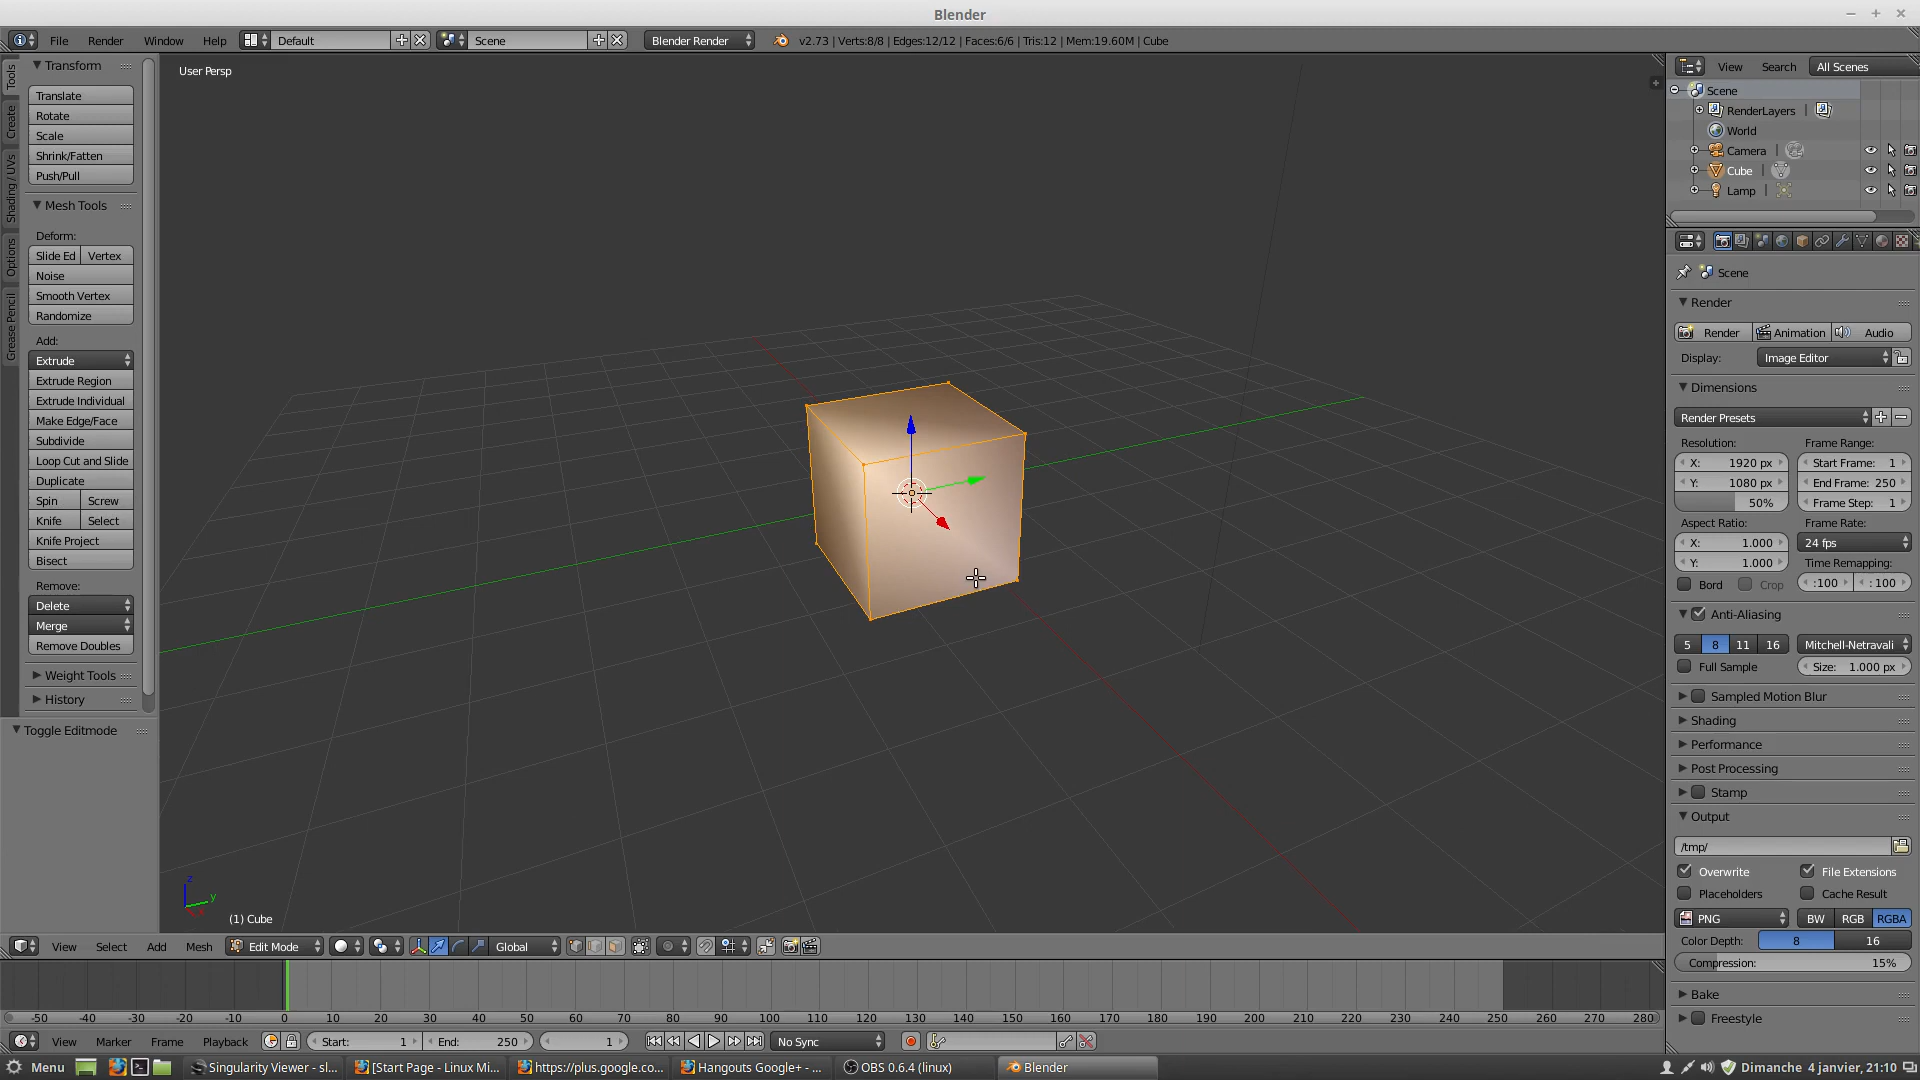 Blender
File Render Window Help Default Scene Blender Render v2.73 | Verts:8/8 | Edges:12/12 | Faces:6/6 | Tris:12 | Mem:19.60M | Cube
Tools
Create
Shading / UVs
Options
Grease Pencil
Transform
Translate
Rotate
Scale
Shrink/Fatten
Push/Pull
Mesh Tools
Deform:
Slide Ed Vertex
Noise
Smooth Vertex
Randomize
Add:
Extrude
Extrude Region
Extrude Individual
Make Edge/Face
Subdivide
Loop Cut and Slide
Duplicate
Spin Screw
Knife Select
Knife Project
Bisect
Remove:
Delete
Merge
Remove Doubles
Weight Tools
History
Toggle Editmode
User Persp
z
y
x
(1) Cube
View Select Add Mesh Edit Mode Global
View Search All Scenes
Scene
RenderLayers |
World
Camera |
Cube |
Lamp |
Scene
Render
Render Animation Audio
Display: Image Editor
Dimensions
Render Presets
Resolution: Frame Range:
X: 1920 px Start Frame: 1
Y: 1080 px End Frame: 250
50% Frame Step: 1
Aspect Ratio: Frame Rate:
X: 1.000 24 fps
Y: 1.000 Time Remapping:
Bord Crop :100 : 100
Anti-Aliasing
5 8 11 16 Mitchell-Netravali
Full Sample Size: 1.000 px
Sampled Motion Blur
Shading
Performance
Post Processing
Stamp
Output
/tmp/
Overwrite File Extensions
Placeholders Cache Result
PNG BW RGB RGBA
Color Depth: 8 16
Compression: 15%
Bake
Freestyle
-50 -40 -30 -20 -10 0 10 20 30 40 50 60 70 80 90 100 110 120 130 140 150 160 170 180 190 200 210 220 230 240 250 260 270 280
View Marker Frame Playback Start: 1 End: 250 1 No Sync
Menu Singularity Viewer - sl... [Start Page - Linux Mi... https://plus.google.co... Hangouts Google+ - ... OBS 0.6.4 (linux) Blender Dimanche 4 janvier, 21:10